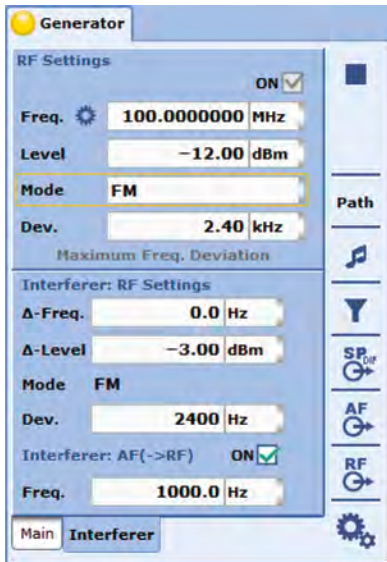 Generator
RF Settings
ON
Freq. 100.0000000 MHz
Level −12.00 dBm
Mode FM
Dev. 2.40 kHz
Maximum Freq. Deviation
Interferer: RF Settings
Δ-Freq. 0.0 Hz
Δ-Level −3.00 dBm
Mode FM
Dev. 2400 Hz
Interferer: AF(->RF) ON
Freq. 1000.0 Hz
Main Interferer
Path
SP DIF
AF
RF